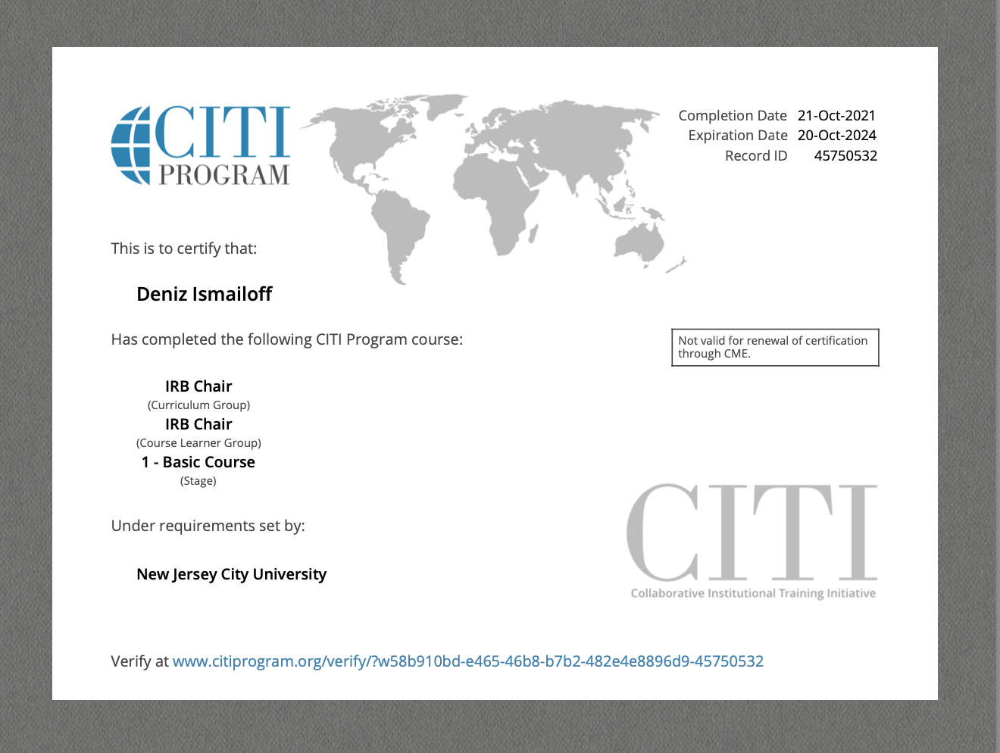 CITI
PROGRAM
Completion Date 21-Oct-2021
Expiration Date 20-Oct-2024
Record ID 45750532
This is to certify that:
Deniz Ismailoff
Has completed the following CITI Program course:
Not valid for renewal of certification
through CME.
IRB Chair
(Curriculum Group)
IRB Chair
(Course Learner Group)
1 - Basic Course
(Stage)
Under requirements set by:
New Jersey City University
CITI
Collaborative Institutional Training Initiative
Verify at www.citiprogram.org/verify/?w58b910bd-e465-46b8-b7b2-482e4e8896d9-45750532